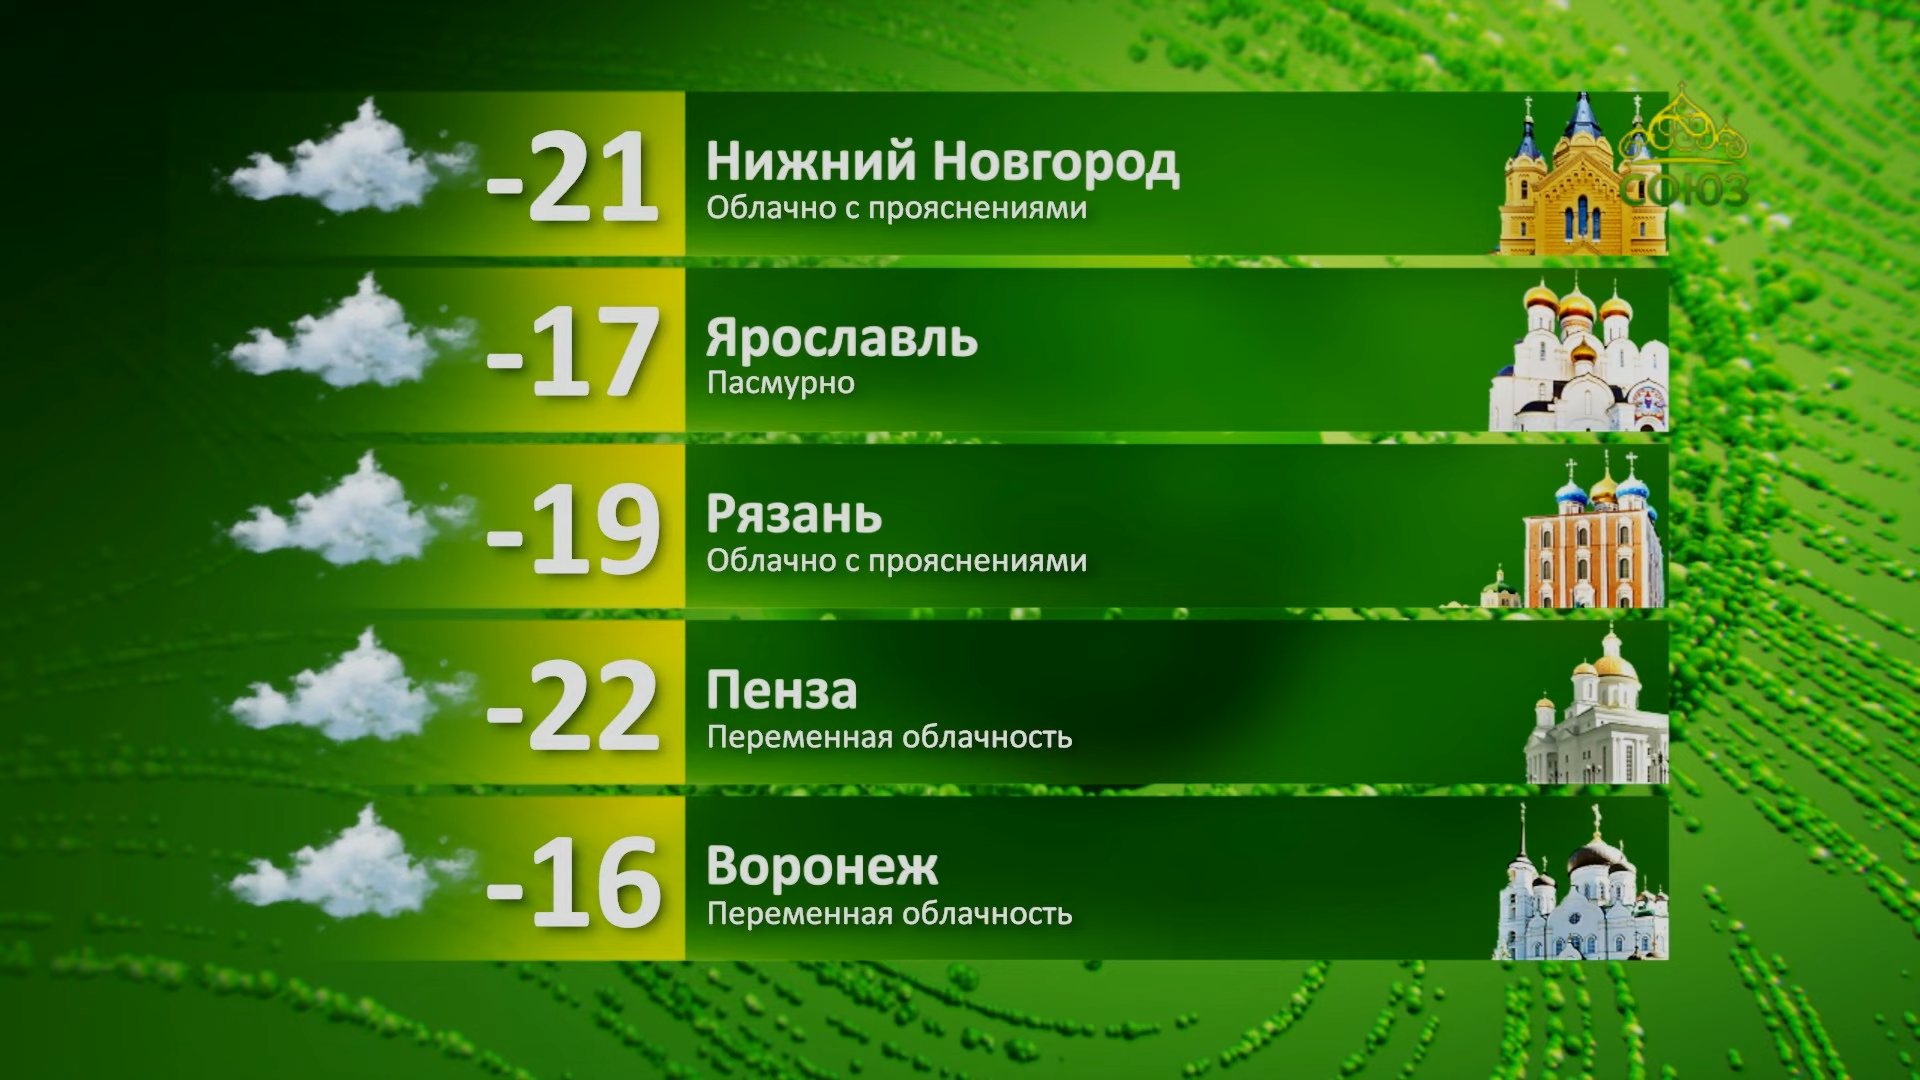 -21
Нижний Новгород
Облачно с прояснениями
СОЮЗ
-17
Ярославль
Пасмурно
-19
Рязань
Облачно с прояснениями
-22
Пенза
Переменная облачность
-16
Воронеж
Переменная облачность